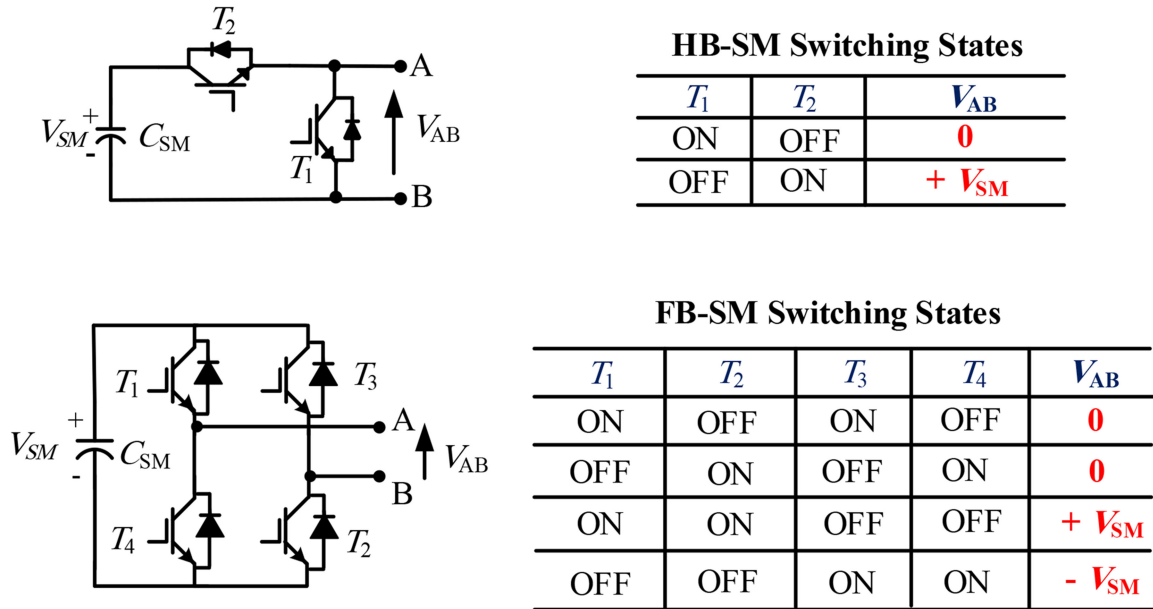 T2
A
VSM
+
-
CSM
T1
VAB
B
HB-SM Switching States
T1 T2 VAB
ON OFF 0
OFF ON + VSM
T1
T3
A
+
VSM
-
CSM
VAB
B
T4
T2
FB-SM Switching States
T1 T2 T3 T4 VAB
ON OFF ON OFF 0
OFF ON OFF ON 0
ON ON OFF OFF + VSM
OFF OFF ON ON - VSM